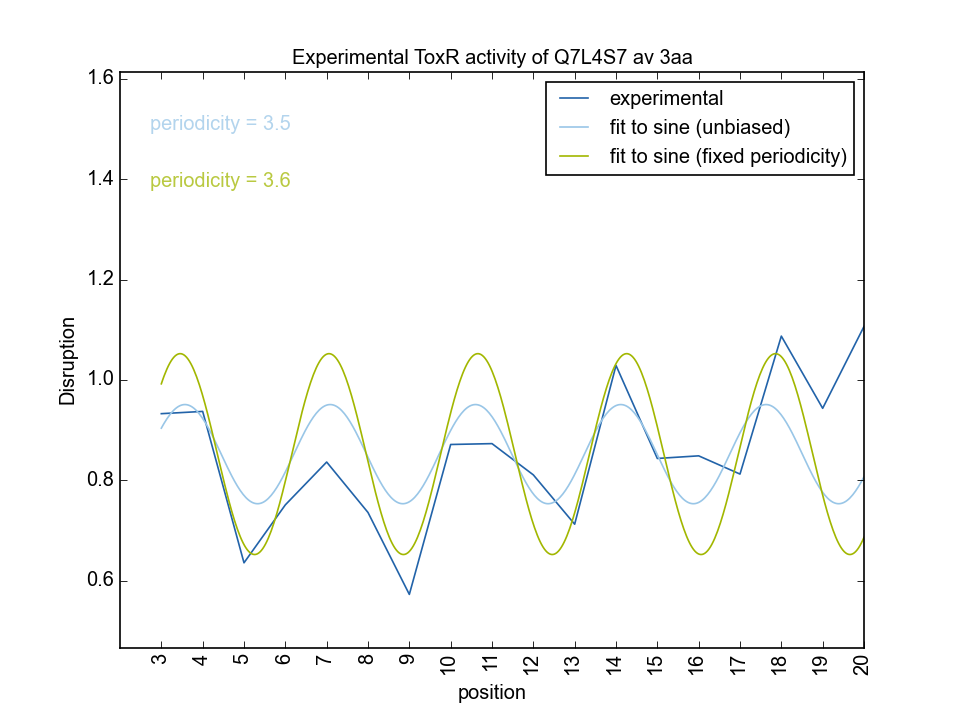 Experimental ToxR activity of Q7L4S7 av 3aa
1.6
1.4
1.2
1.0
0.8
0.6
Disruption
periodicity = 3.5
periodicity = 3.6
experimental
fit to sine (unbiased)
fit to sine (fixed periodicity)
3 4 5 6 7 8 9 10 11 12 13 14 15 16 17 18 19 20
position